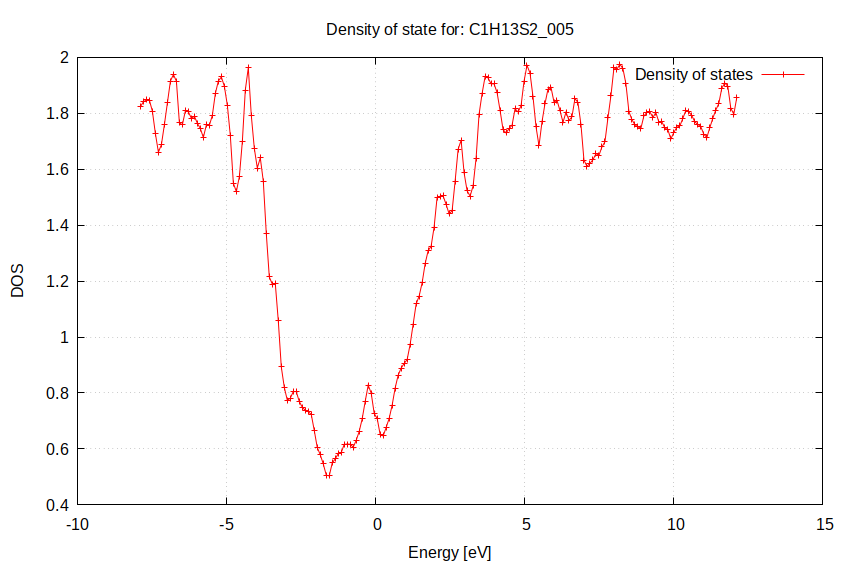 Density of state for: C1H13S2_005
Density of states
2
1.8
1.6
1.4
1.2
1
0.8
0.6
0.4
DOS
-10 -5 0 5 10 15
Energy [eV]